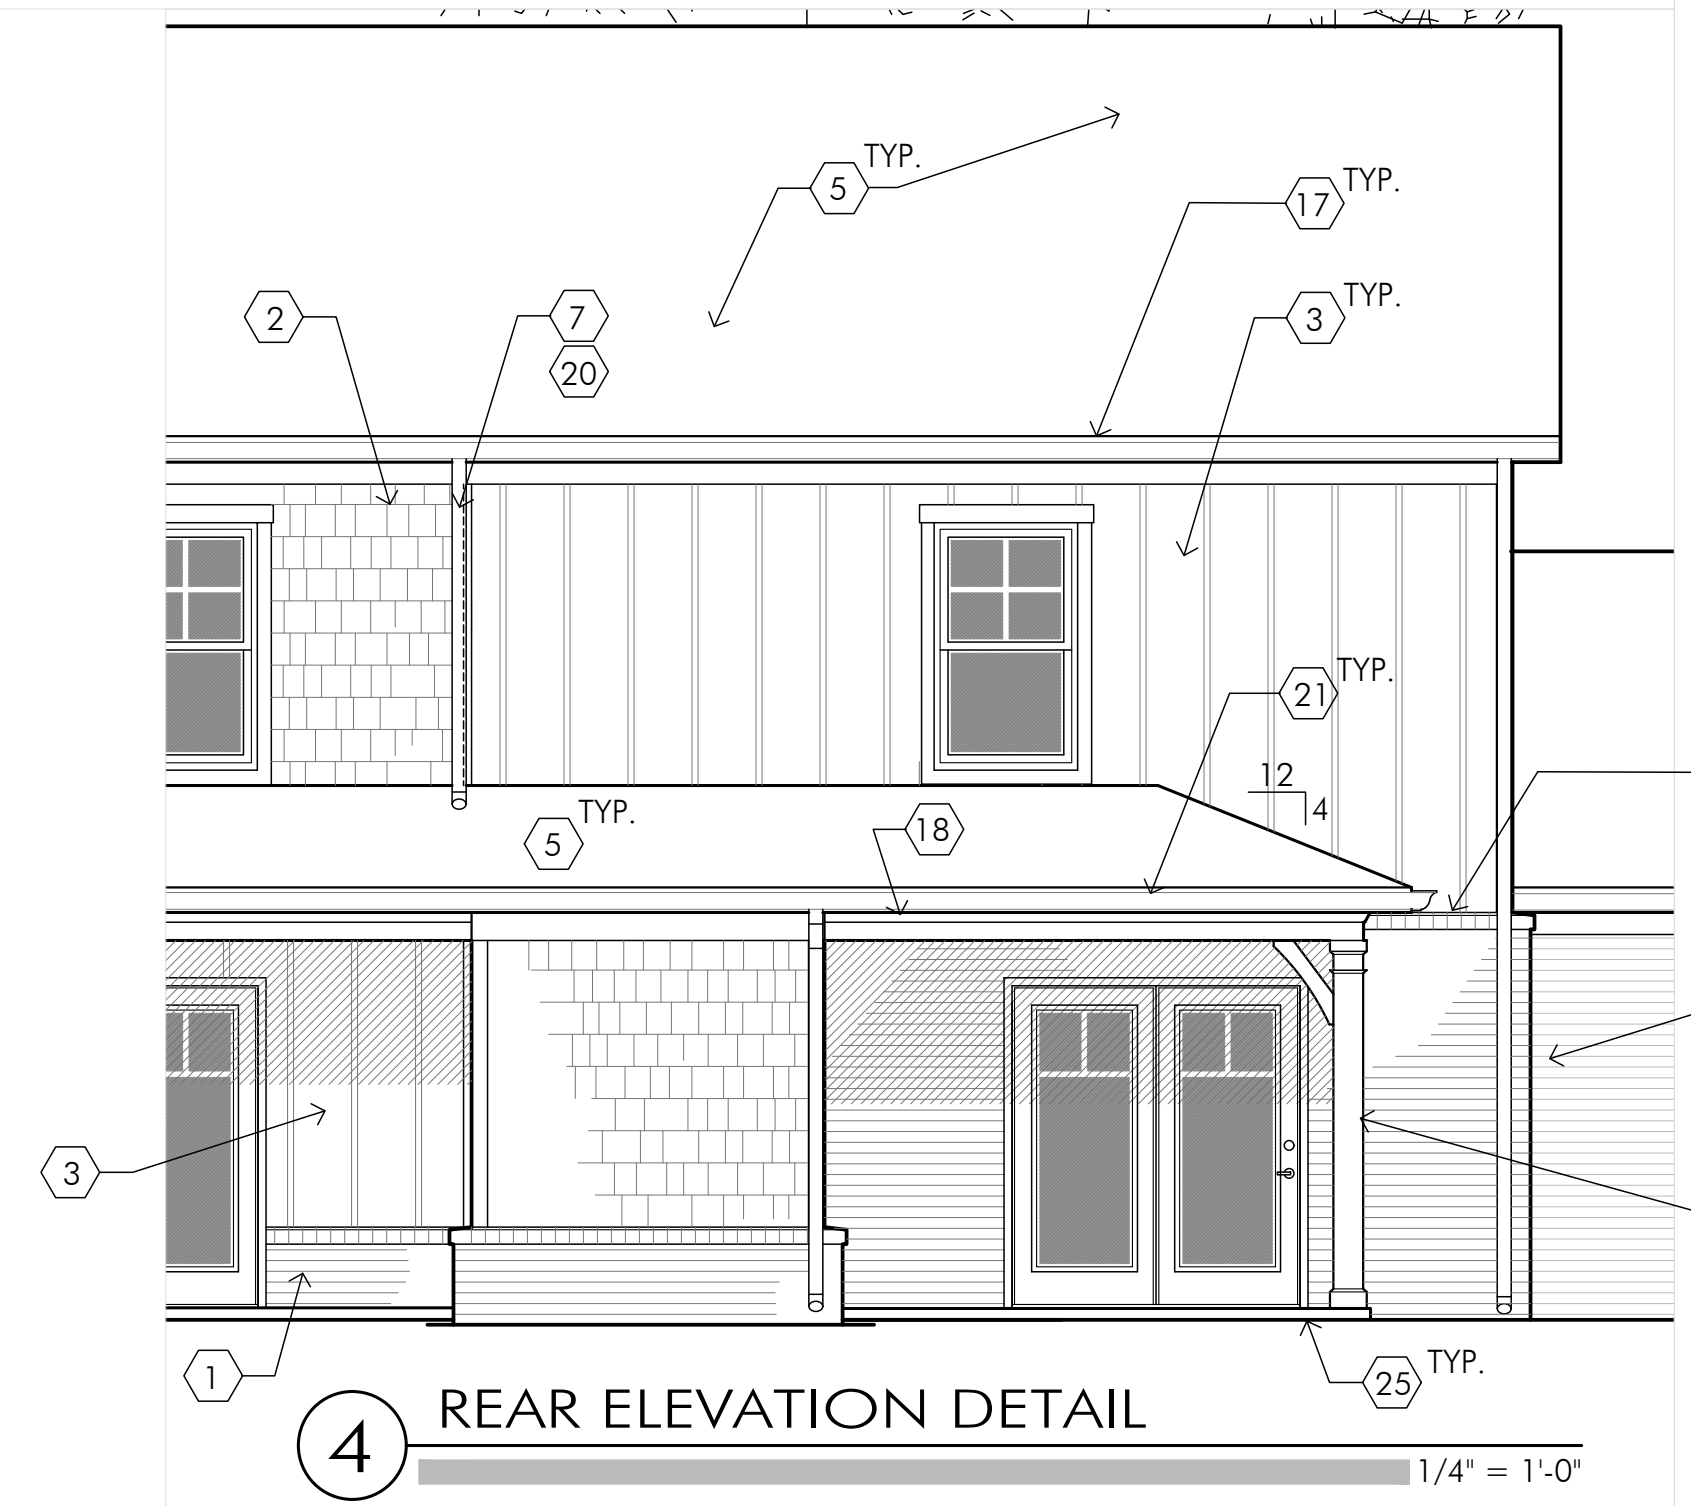 TYP.
5
TYP.
17
TYP.
3
2
7
20
TYP.
21
12
4
TYP.
5
18
3
1
TYP.
25
4
REAR ELEVATION DETAIL
1/4" = 1'-0"